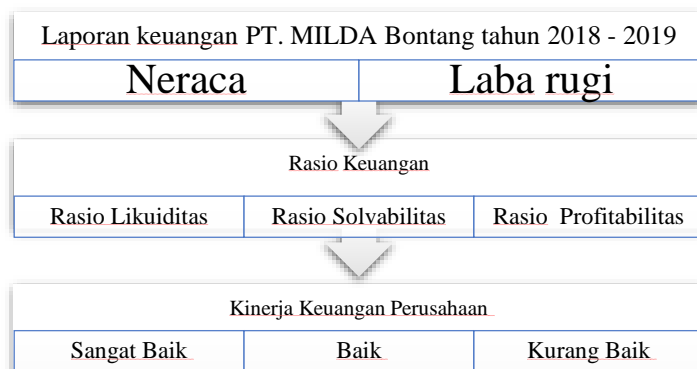 Laporan keuangan PT. MILDA Bontang tahun 2018 - 2019
Neraca Laba rugi
Rasio Keuangan
Rasio Likuiditas Rasio Solvabilitas Rasio Profitabilitas
Kinerja Keuangan Perusahaan
Sangat Baik Baik Kurang Baik